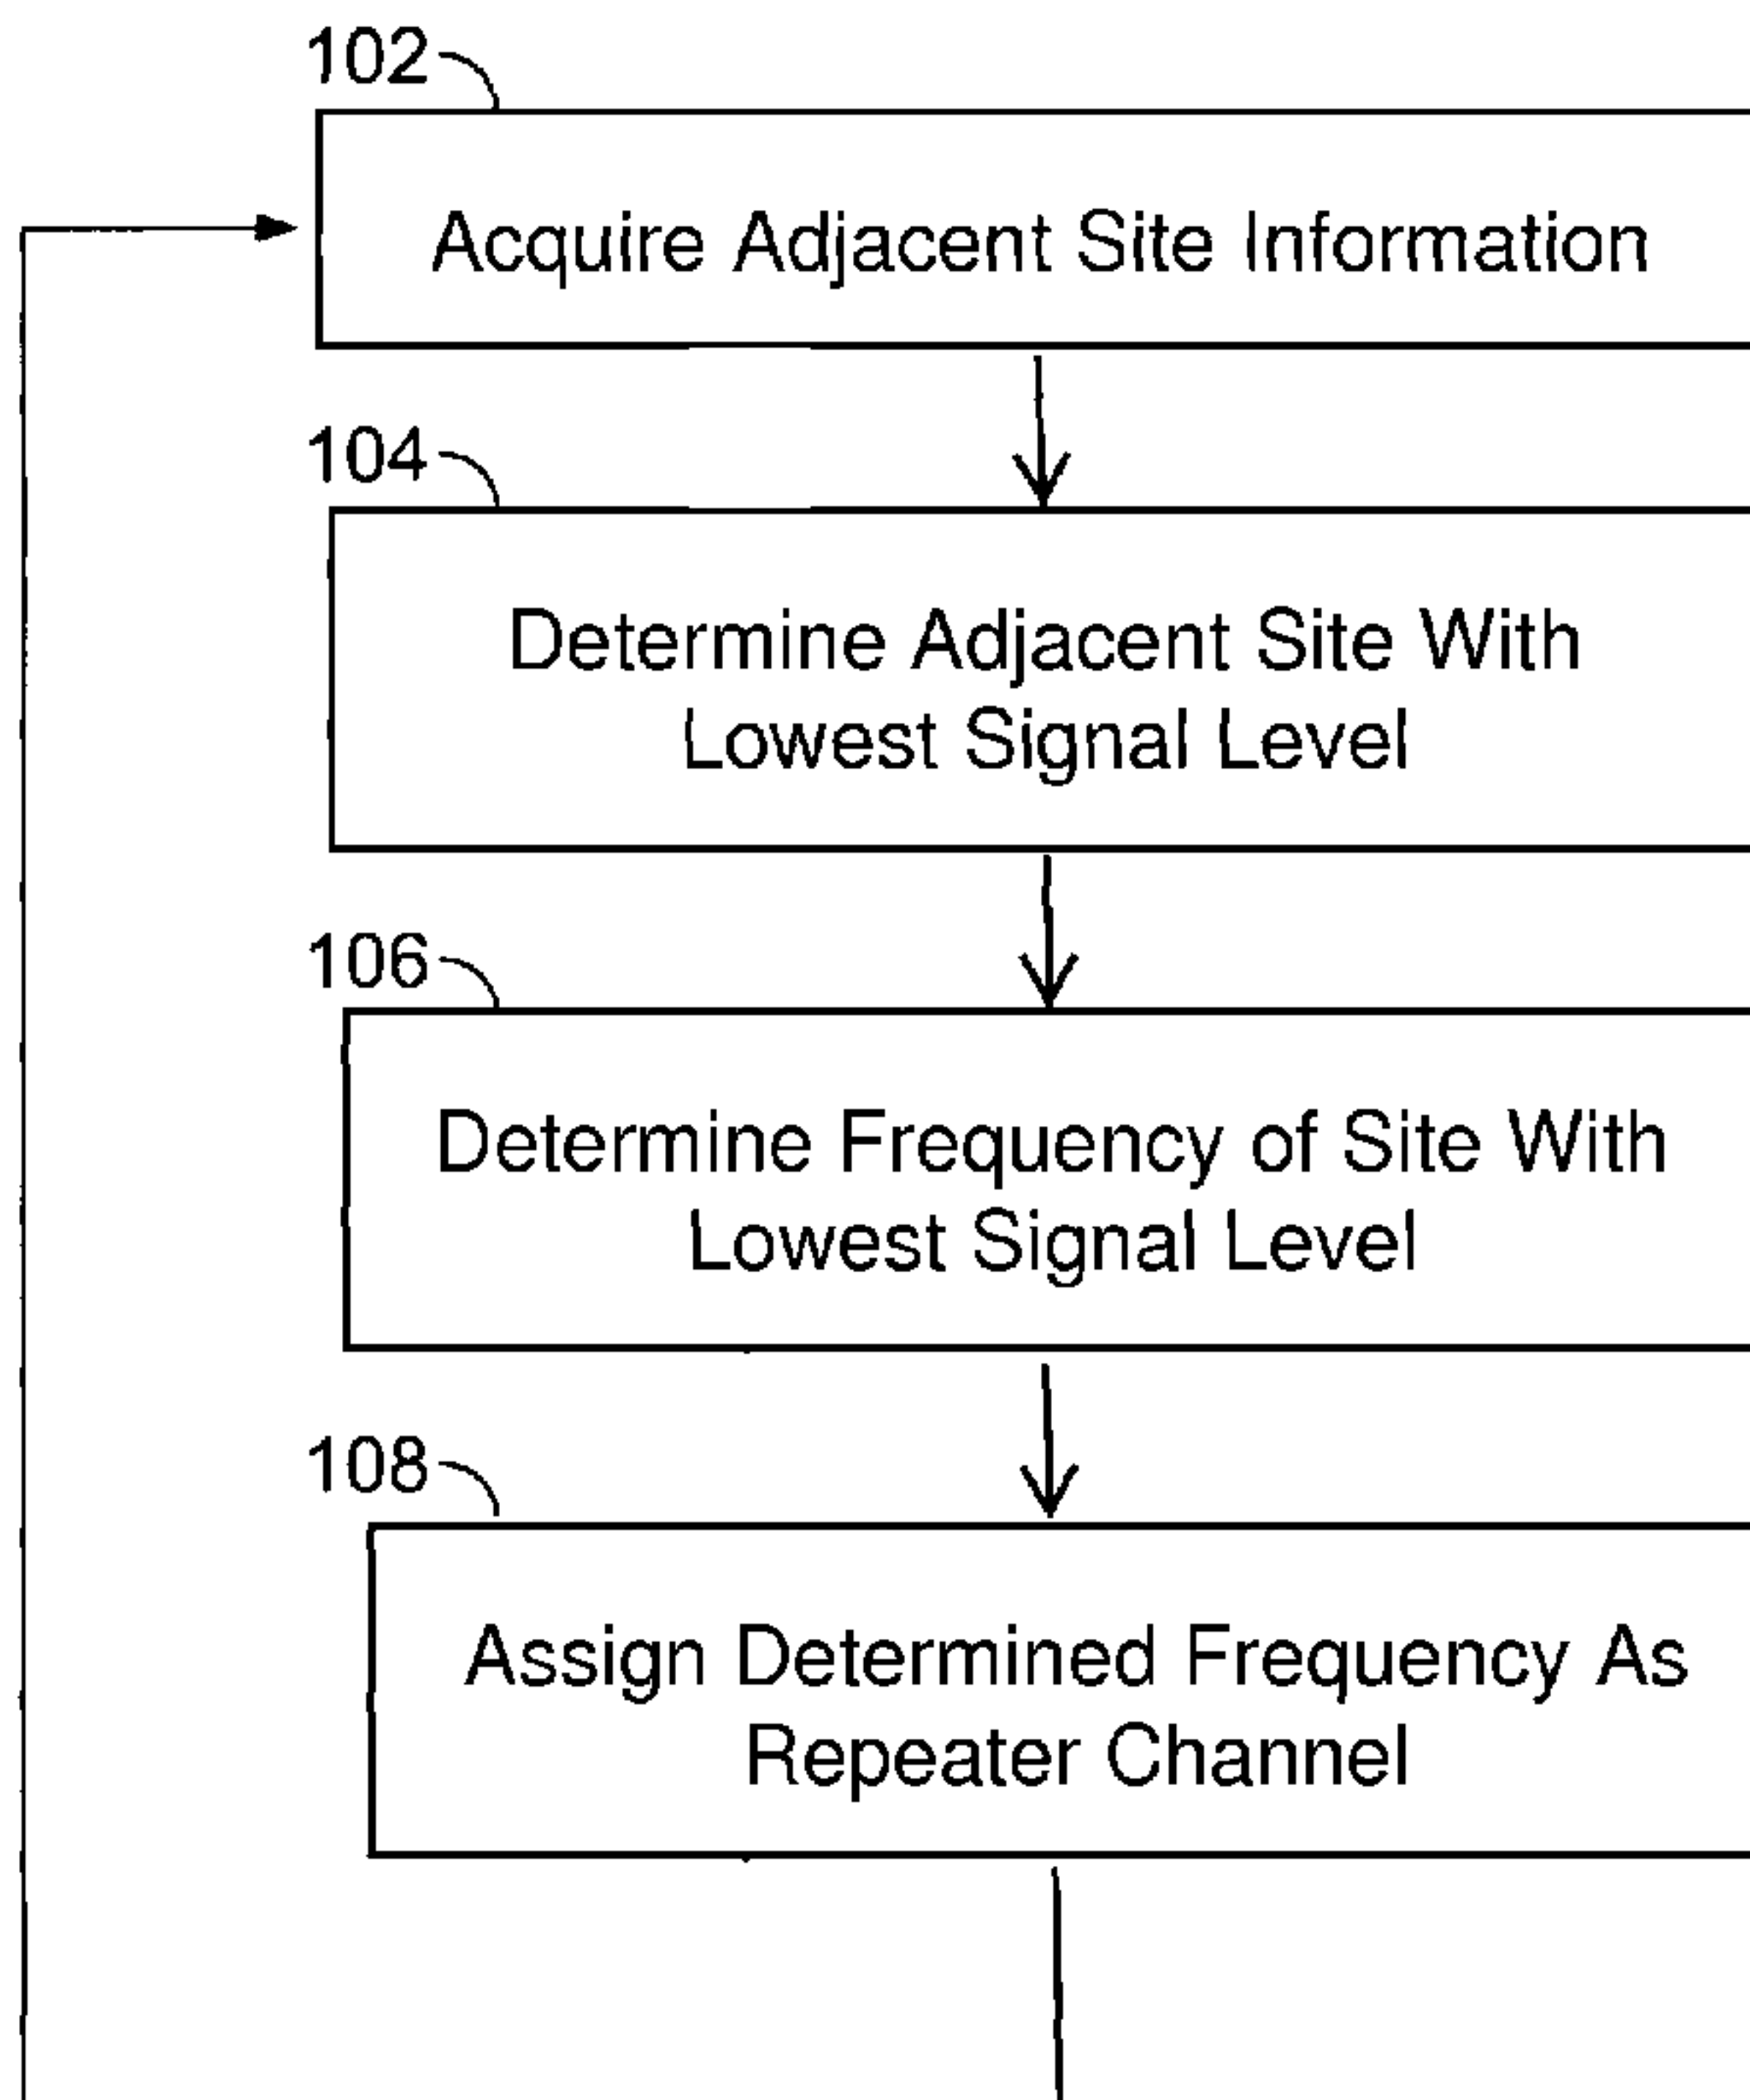 102
Acquire Adjacent Site Information
104
Determine Adjacent Site With
Lowest Signal Level
106
Determine Frequency of Site With
Lowest Signal Level
108
Assign Determined Frequency As
Repeater Channel